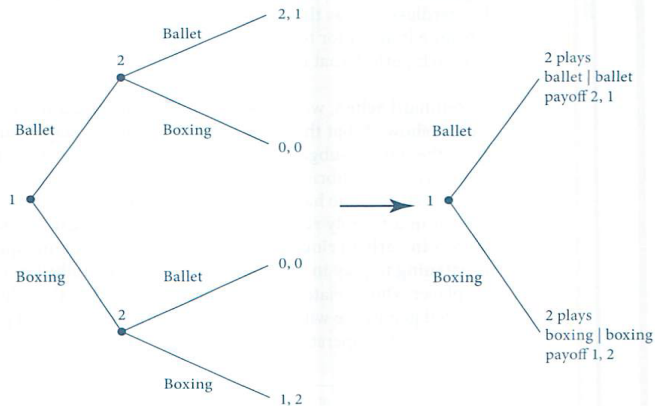 2, 1
Ballet
2
Ballet
Boxing
0, 0
1
Boxing
2
Ballet
0, 0
Boxing
1, 2
2 plays
ballet | ballet
payoff 2, 1
Ballet
1
Boxing
2 plays
boxing | boxing
payoff 1, 2